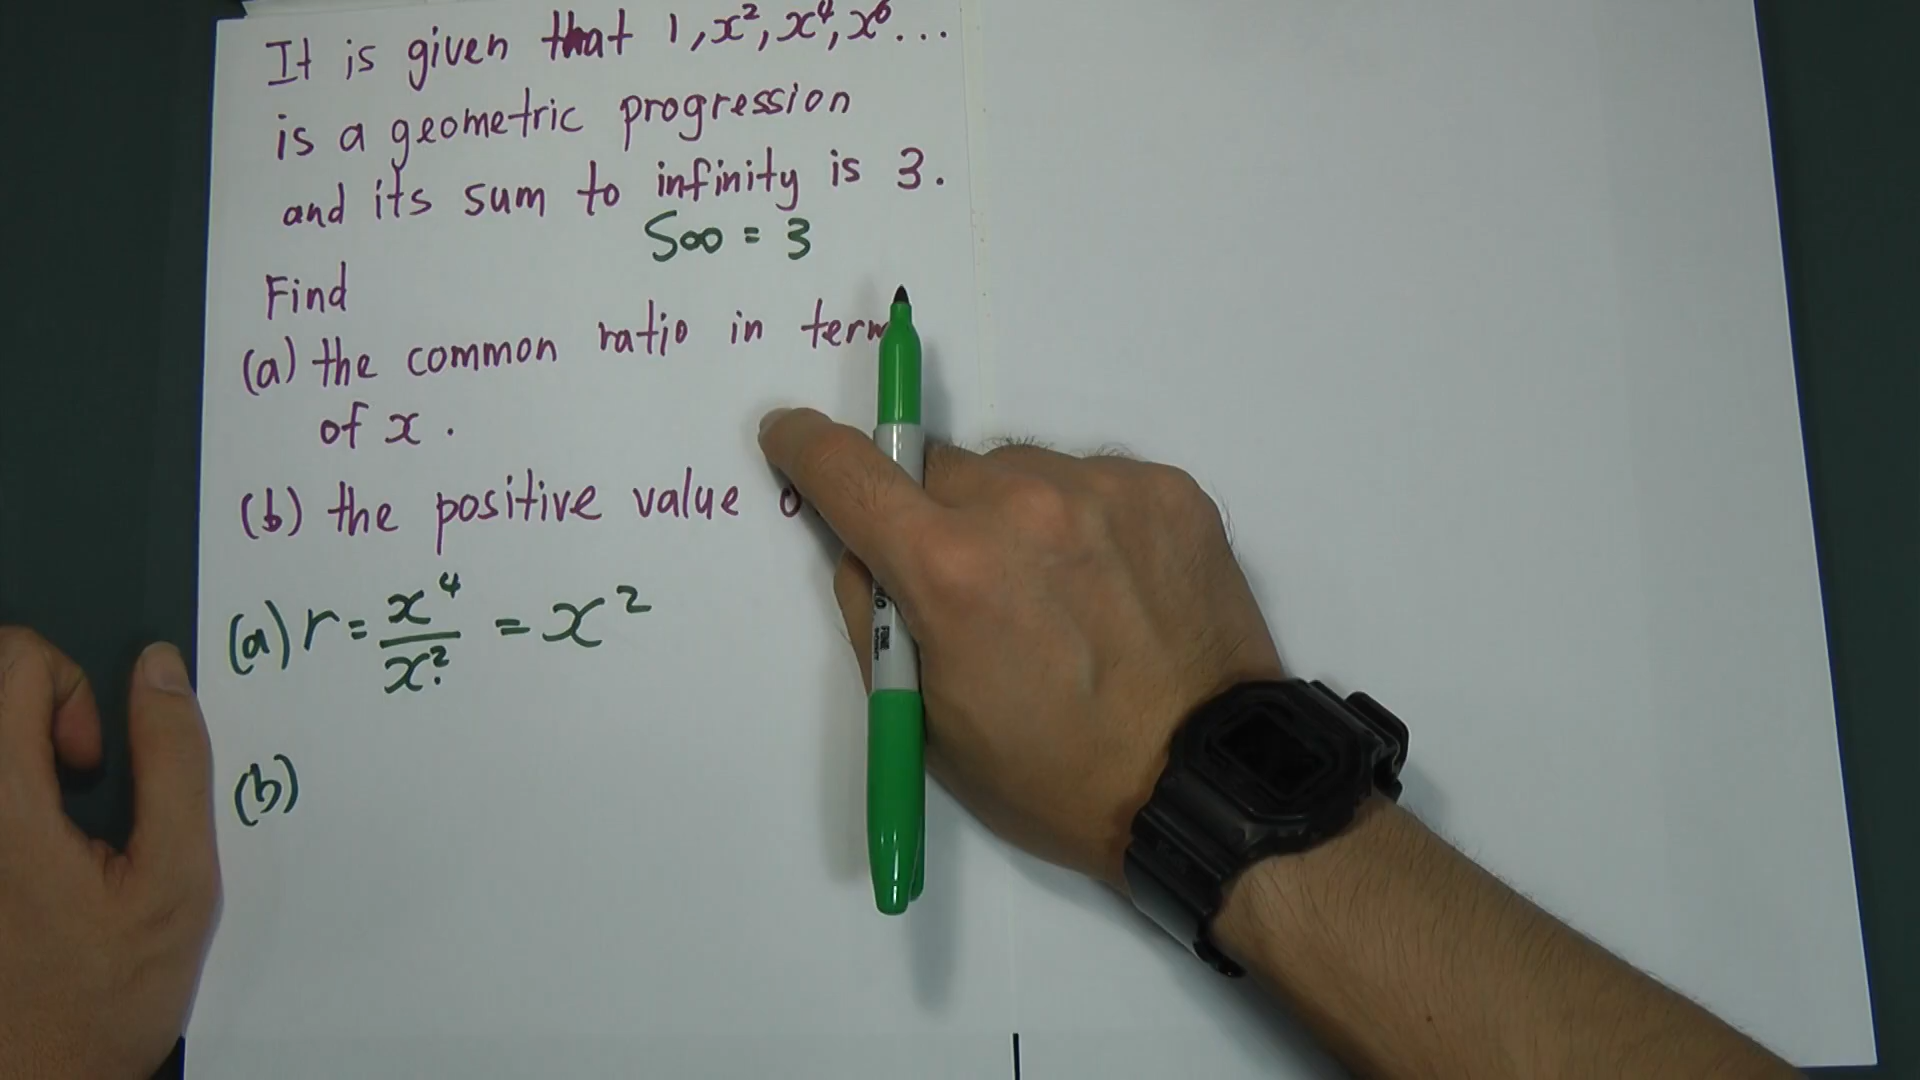 It is given that 1, x², x⁴, x⁶...
is a geometric progression
and its sum to infinity is 3.
S∞ = 3
Find
(a) the common ratio in
of x.
(b) the positive value
(a) r = x⁴/x² = x²
(b)